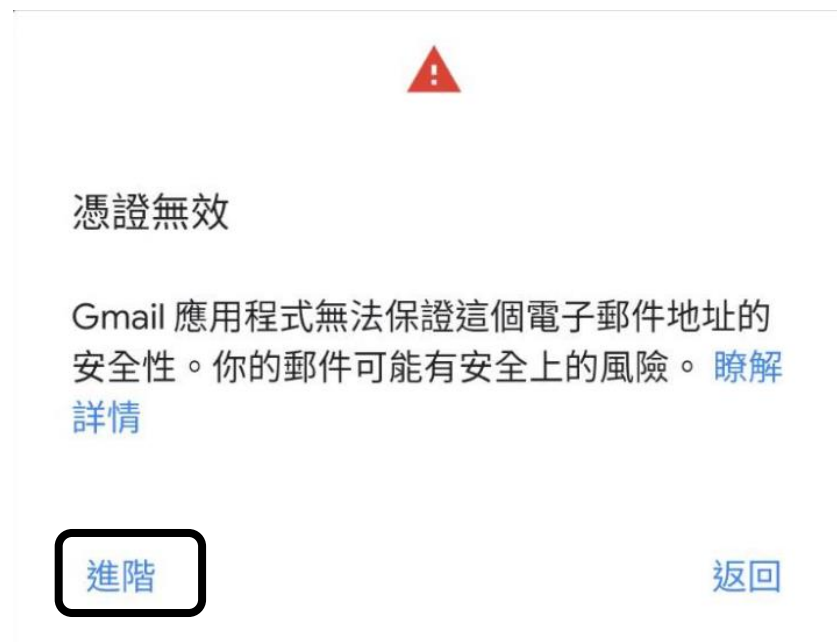 憑證無效
Gmail 應用程式無法保證這個電子郵件地址的
安全性。你的郵件可能有安全上的風險。 瞭解
詳情
進階
返回